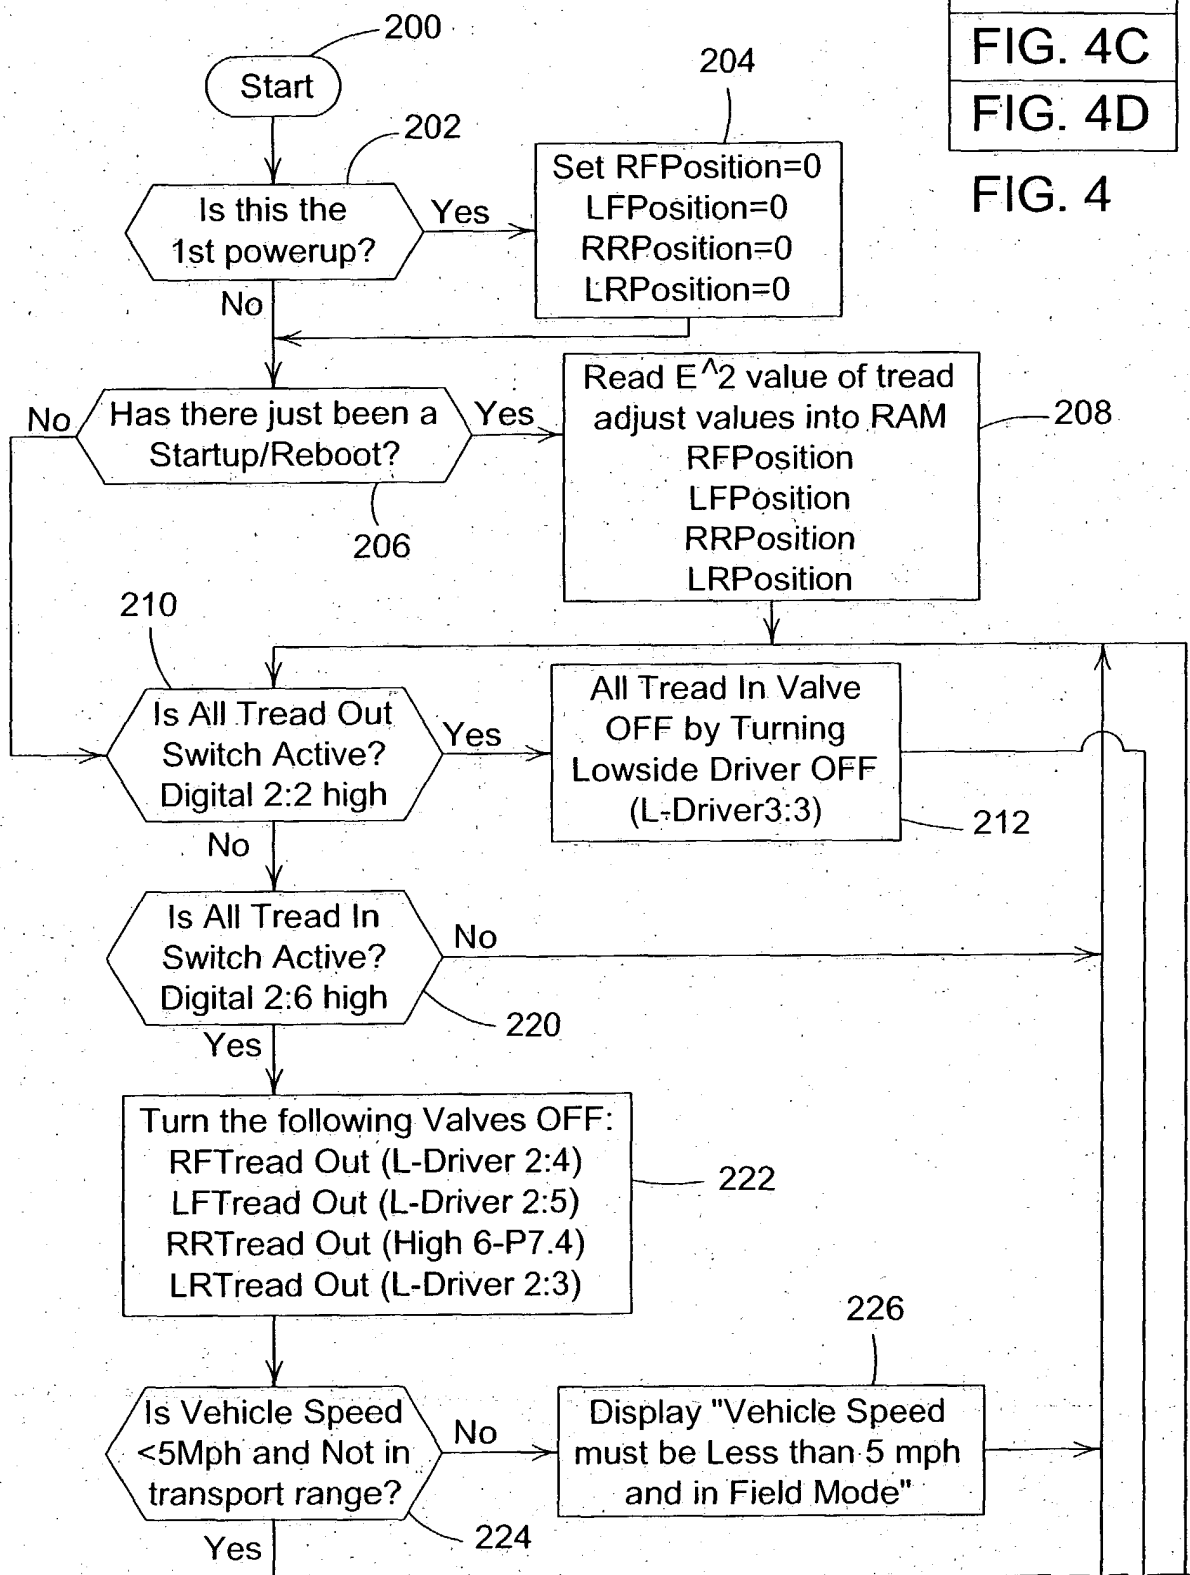 200
Start
202
204
FIG. 4C
FIG. 4D
FIG. 4
Is this the
1st powerup?
Yes
No
Set RFPosition=0
LFPosition=0
RRPosition=0
LRPosition=0
No
Has there just been a
Startup/Reboot?
Yes
206
Read E^2 value of tread
adjust values into RAM
RFPosition
LFPosition
RRPosition
LRPosition
208
210
Is All Tread Out
Switch Active?
Digital 2:2 high
Yes
No
All Tread In Valve
OFF by Turning
Lowside Driver OFF
(L-Driver3:3)
212
Is All Tread In
Switch Active?
Digital 2:6 high
No
220
Yes
Turn the following Valves OFF:
RFTread Out (L-Driver 2:4)
LFTread Out (L-Driver 2:5)
RRTread Out (High 6-P7.4)
LRTread Out (L-Driver 2:3)
222
226
Is Vehicle Speed
<5Mph and Not in
transport range?
No
224
Yes
Display "Vehicle Speed
must be Less than 5 mph
and in Field Mode"